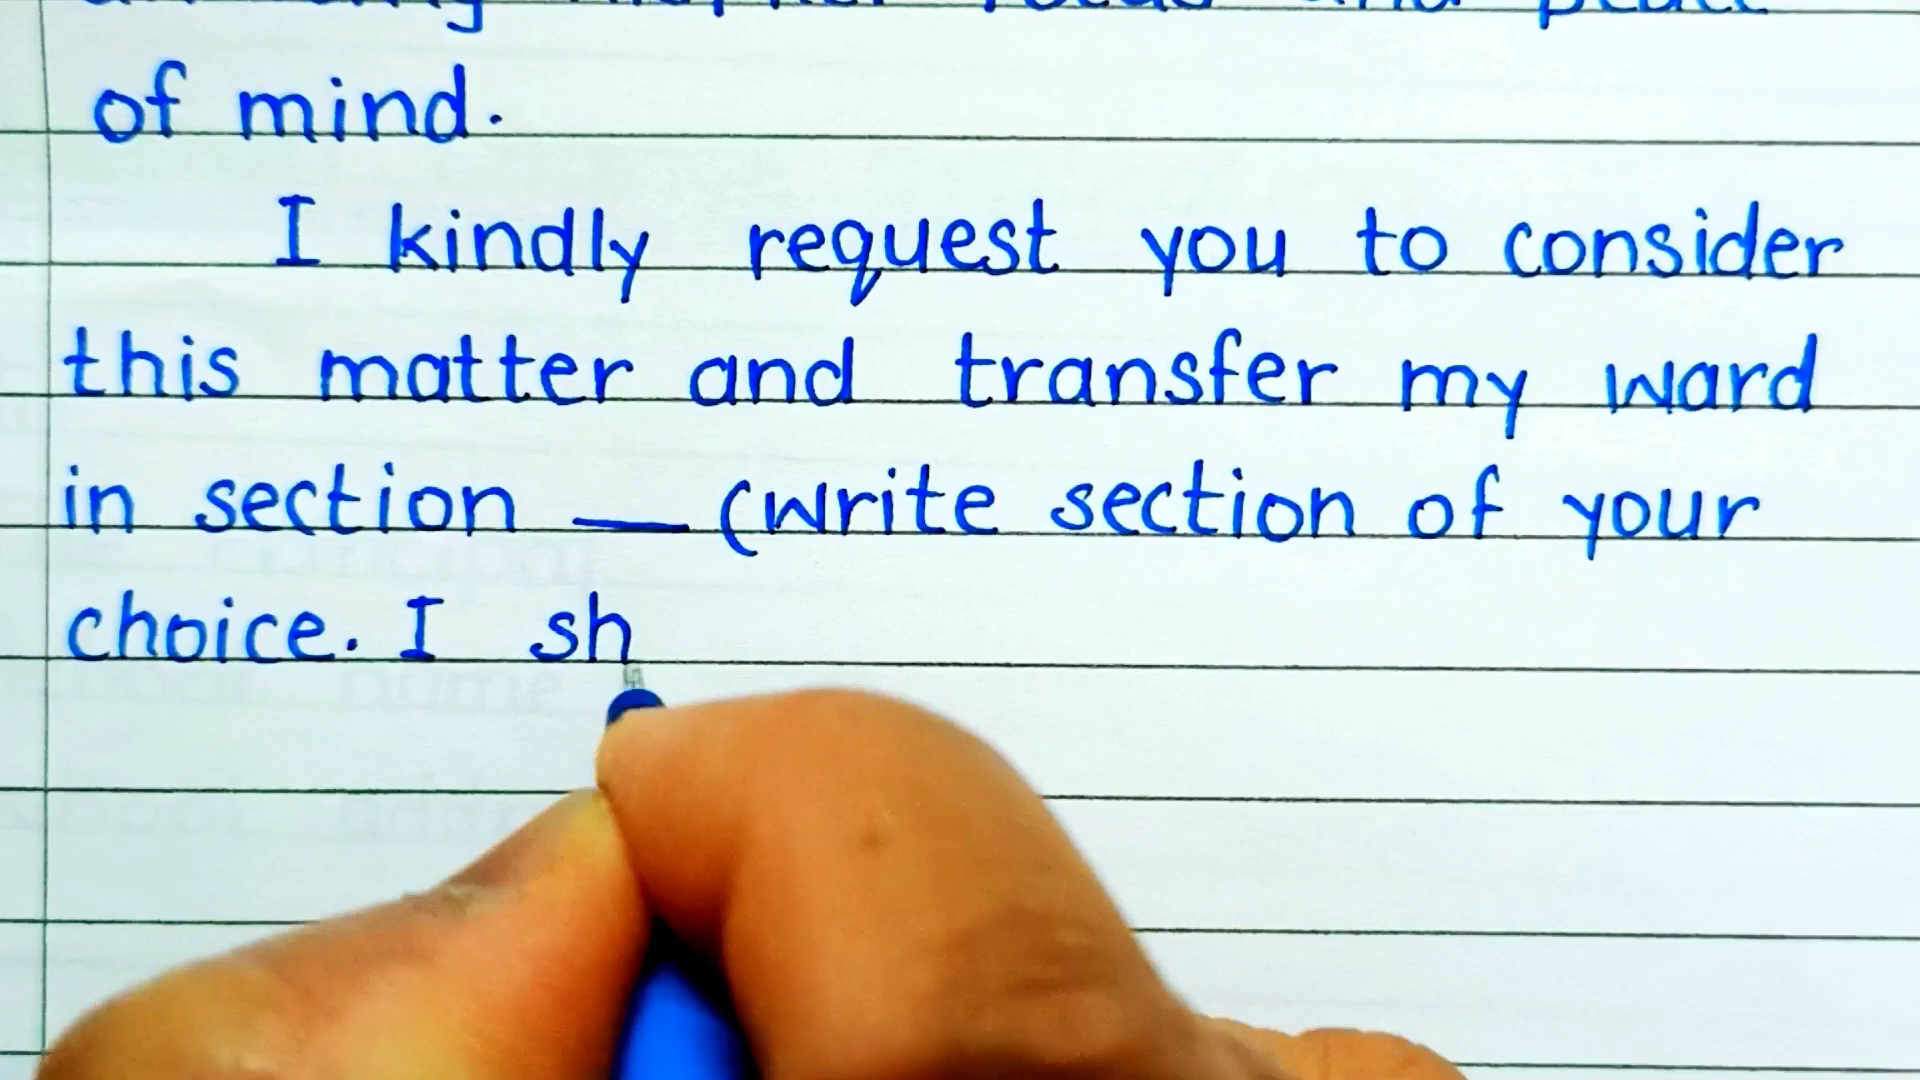 of mind.
I kindly request you to consider
this matter and transfer my ward
in section — (write section of your
choice. I sh